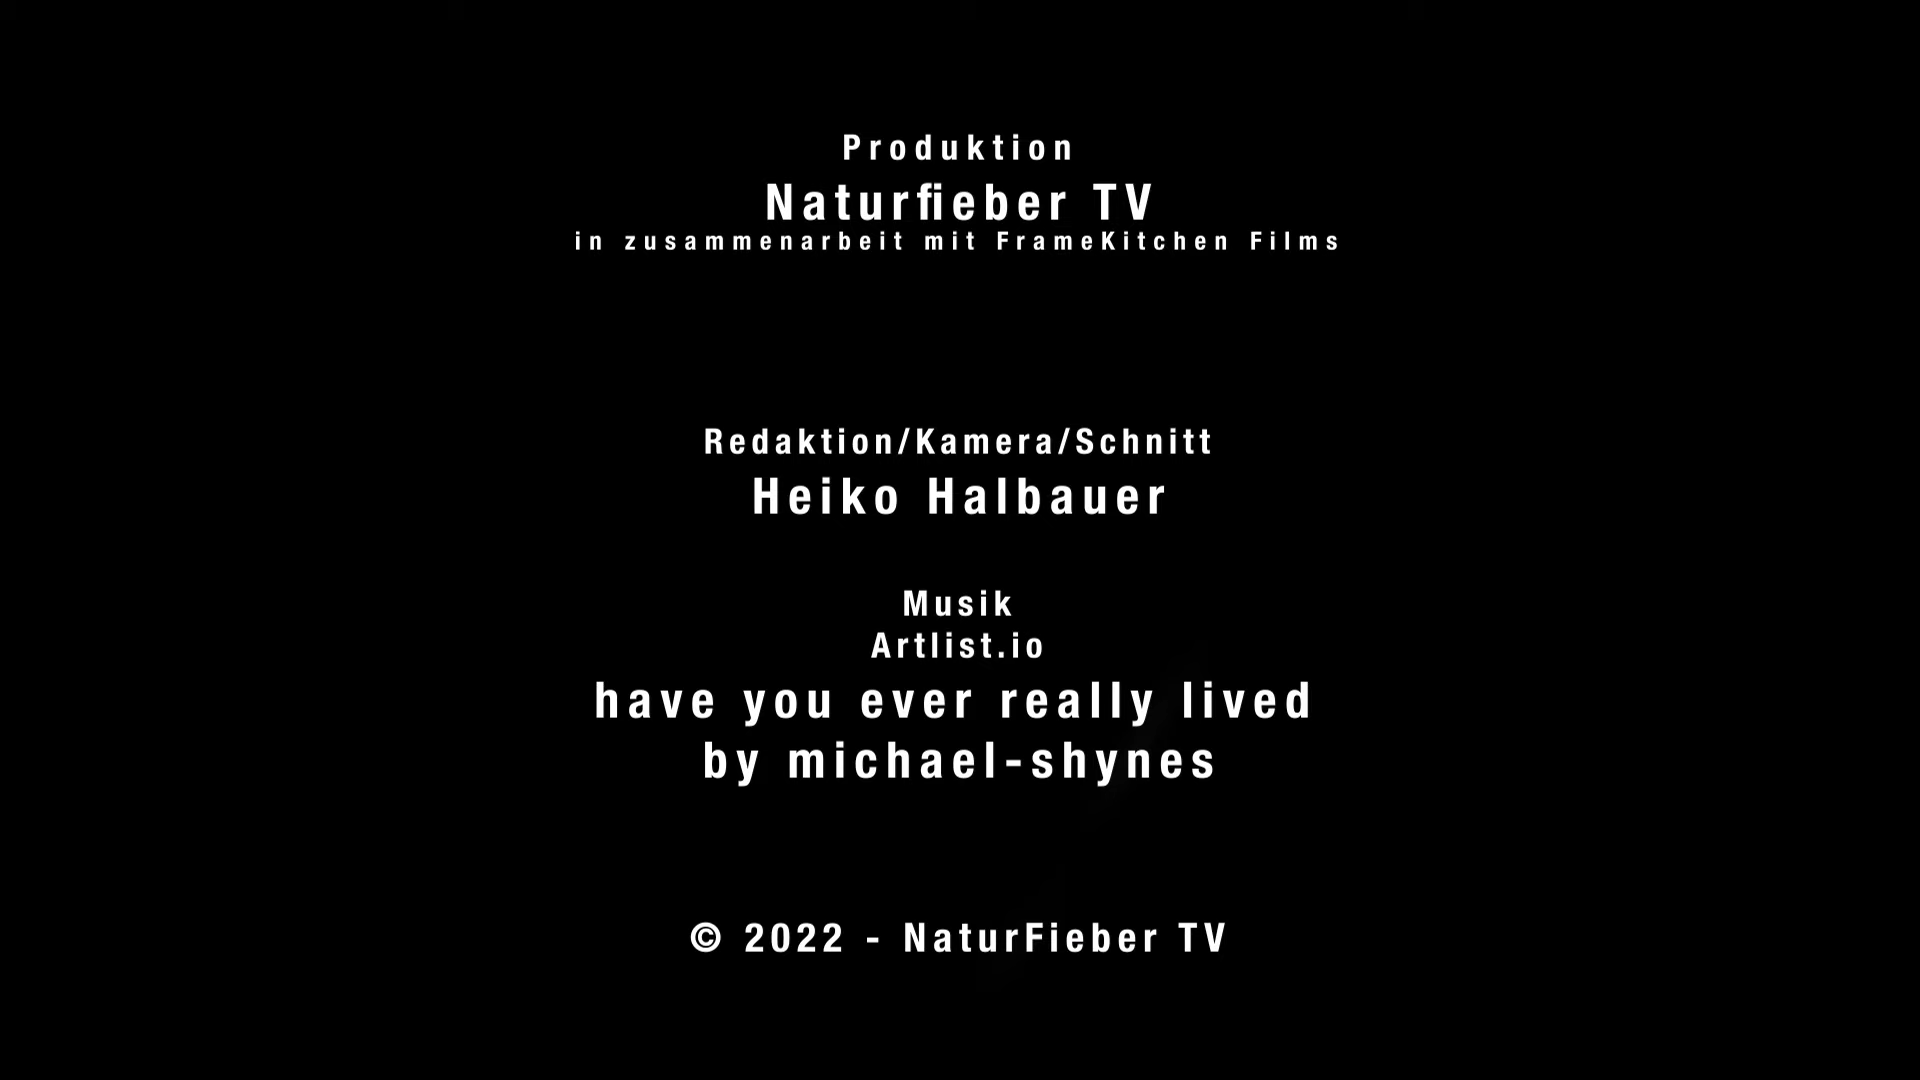 Produktion
Naturfieber TV
in zusammenarbeit mit FrameKitchen Films
Redaktion/Kamera/Schnitt
Heiko Halbauer
Musik
Artlist.io
have you ever really lived
by michael-shynes
© 2022 - NaturFieber TV